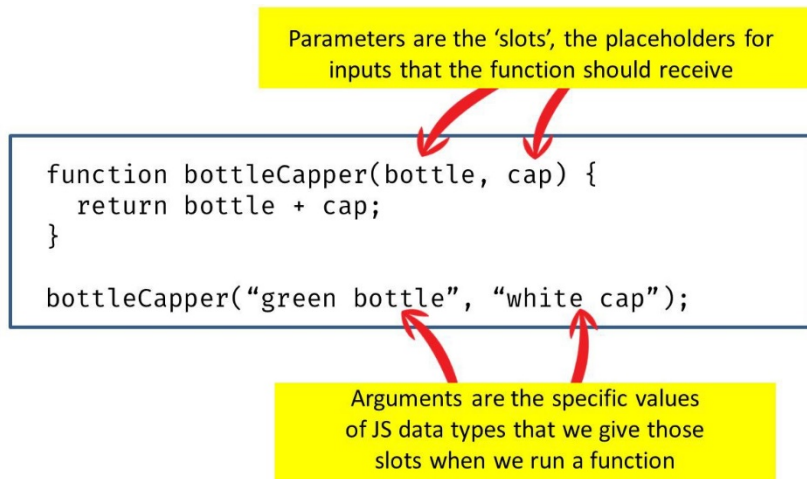 Parameters are the ‘slots’, the placeholders for
inputs that the function should receive
function bottleCapper(bottle, cap) {
  return bottle + cap;
}
bottleCapper(“green bottle”, “white cap”);
Arguments are the specific values
of JS data types that we give those
slots when we run a function